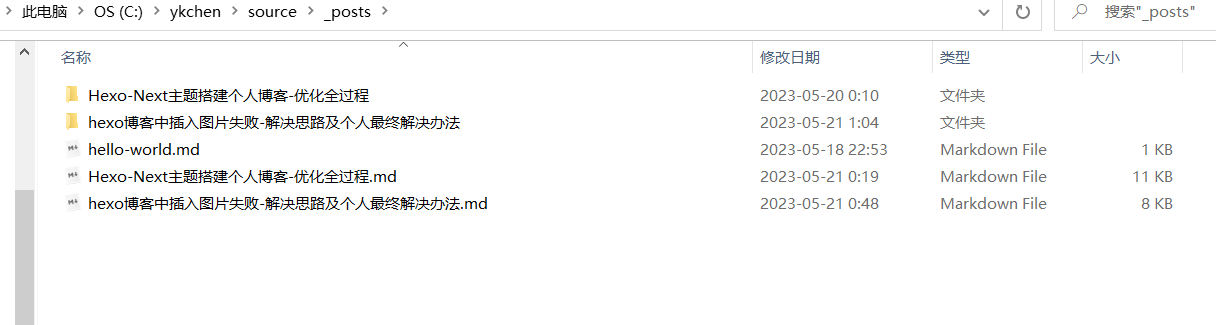 此电脑 > OS (C:) > ykchen > source > _posts > 搜索"_posts"
名称 修改日期 类型 大小
Hexo-Next主题搭建个人博客-优化全过程 2023-05-20 0:10 文件夹
hexo博客中插入图片失败-解决思路及个人最终解决办法 2023-05-21 1:04 文件夹
hello-world.md 2023-05-18 22:53 Markdown File 1 KB
Hexo-Next主题搭建个人博客-优化全过程.md 2023-05-21 0:19 Markdown File 11 KB
hexo博客中插入图片失败-解决思路及个人最终解决办法.md 2023-05-21 0:48 Markdown File 8 KB